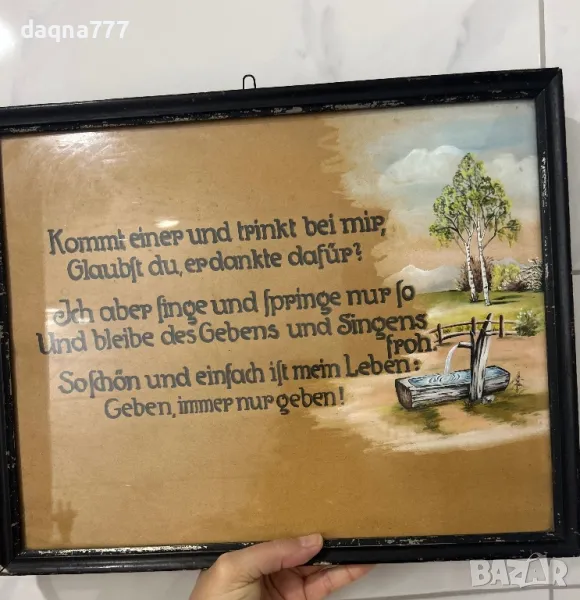 daqna777
Kommt einer und trinkt bei mir,
Glaubſt du, er dankte dafür?
Ich aber ſinge und ſpringe nur ſo
Und bleibe des Gebens und Singens
froh.
So ſchön und einfach iſt mein Leben:
Geben, immer nur geben!
BAZAR